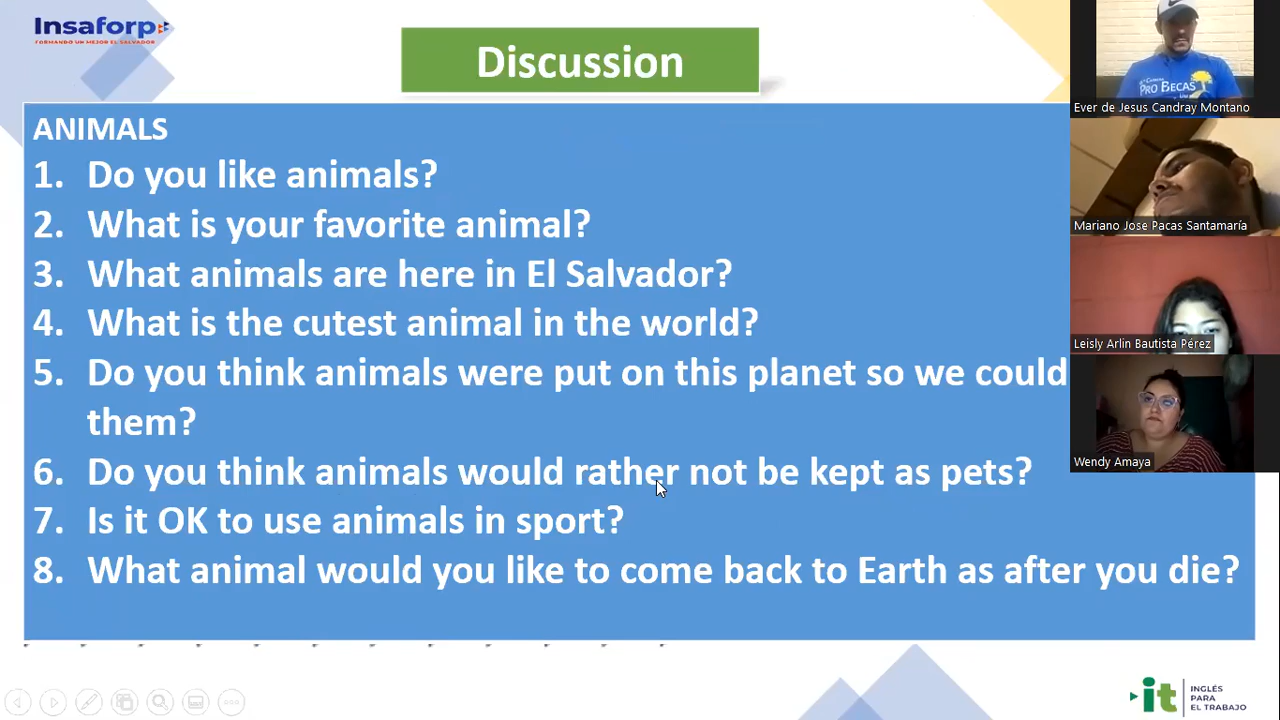 Insaforp
FORMANDO UN MEJOR EL SALVADOR
Discussion
ANIMALS
1. Do you like animals?
2. What is your favorite animal?
3. What animals are here in El Salvador?
4. What is the cutest animal in the world?
5. Do you think animals were put on this planet so we could
them?
6. Do you think animals would rather not be kept as pets?
7. Is it OK to use animals in sport?
8. What animal would you like to come back to Earth as after you die?
PRO BECAS
Ever de Jesus Candray Montano
Mariano Jose Pacas Santamaría
Leisly Arlin Bautista Pérez
Wendy Amaya
it
INGLÉS
PARA
EL TRABAJO